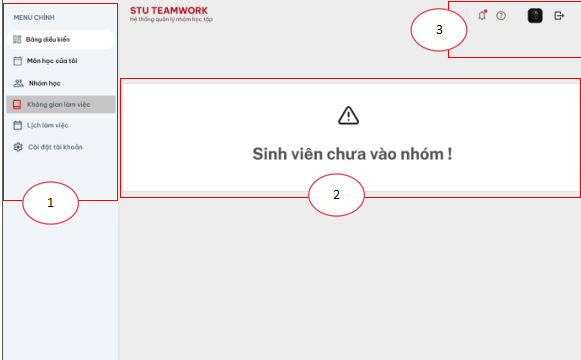 MENU CHÍNH
Bảng điều kiển
Môn học của tôi
Nhóm học
Không gian làm việc
Lịch làm việc
Cài đặt tài khoản
1
STU TEAMWORK
Hệ thống quản lý nhóm học tập
3
Sinh viên chưa vào nhóm !
2